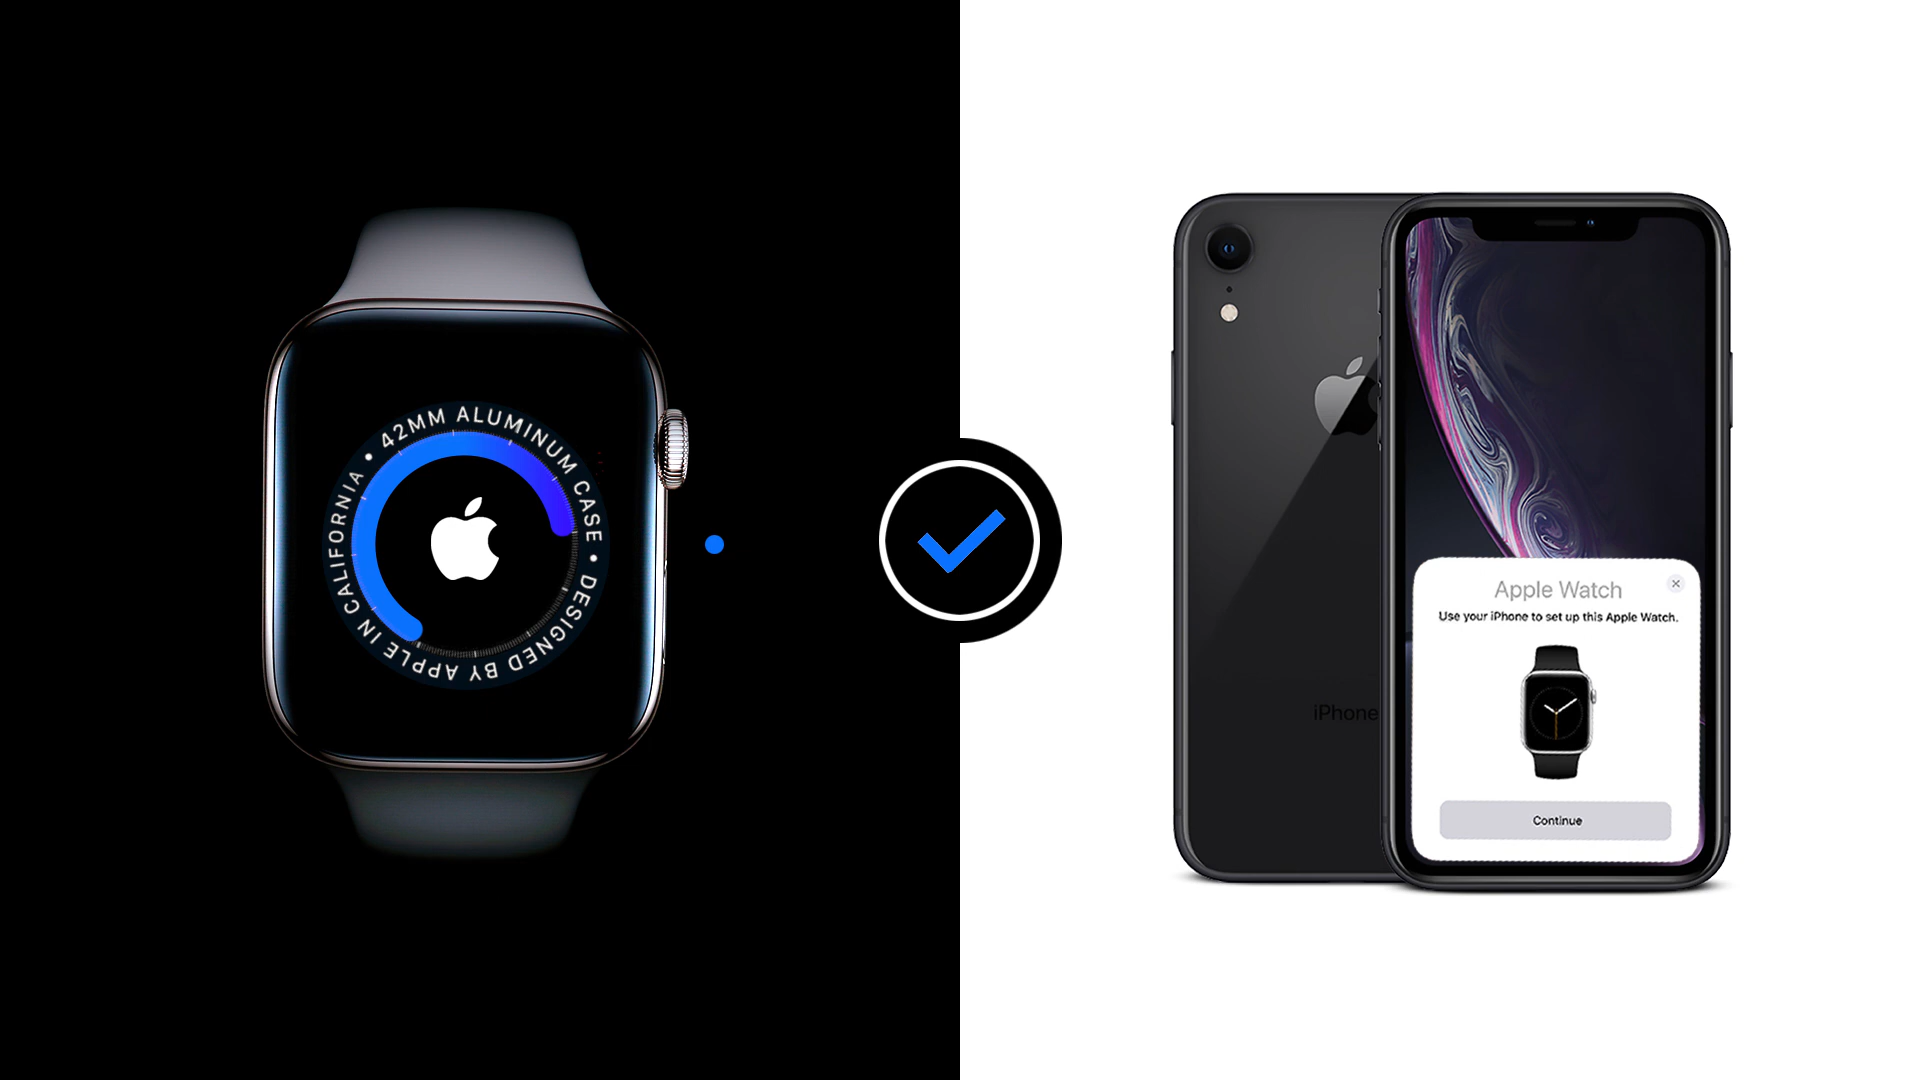 42MM ALUMINUM CASE • DESIGNED BY APPLE IN CALIFORNIA •
iPhone
Apple Watch
Use your iPhone to set up this Apple Watch.
Continue